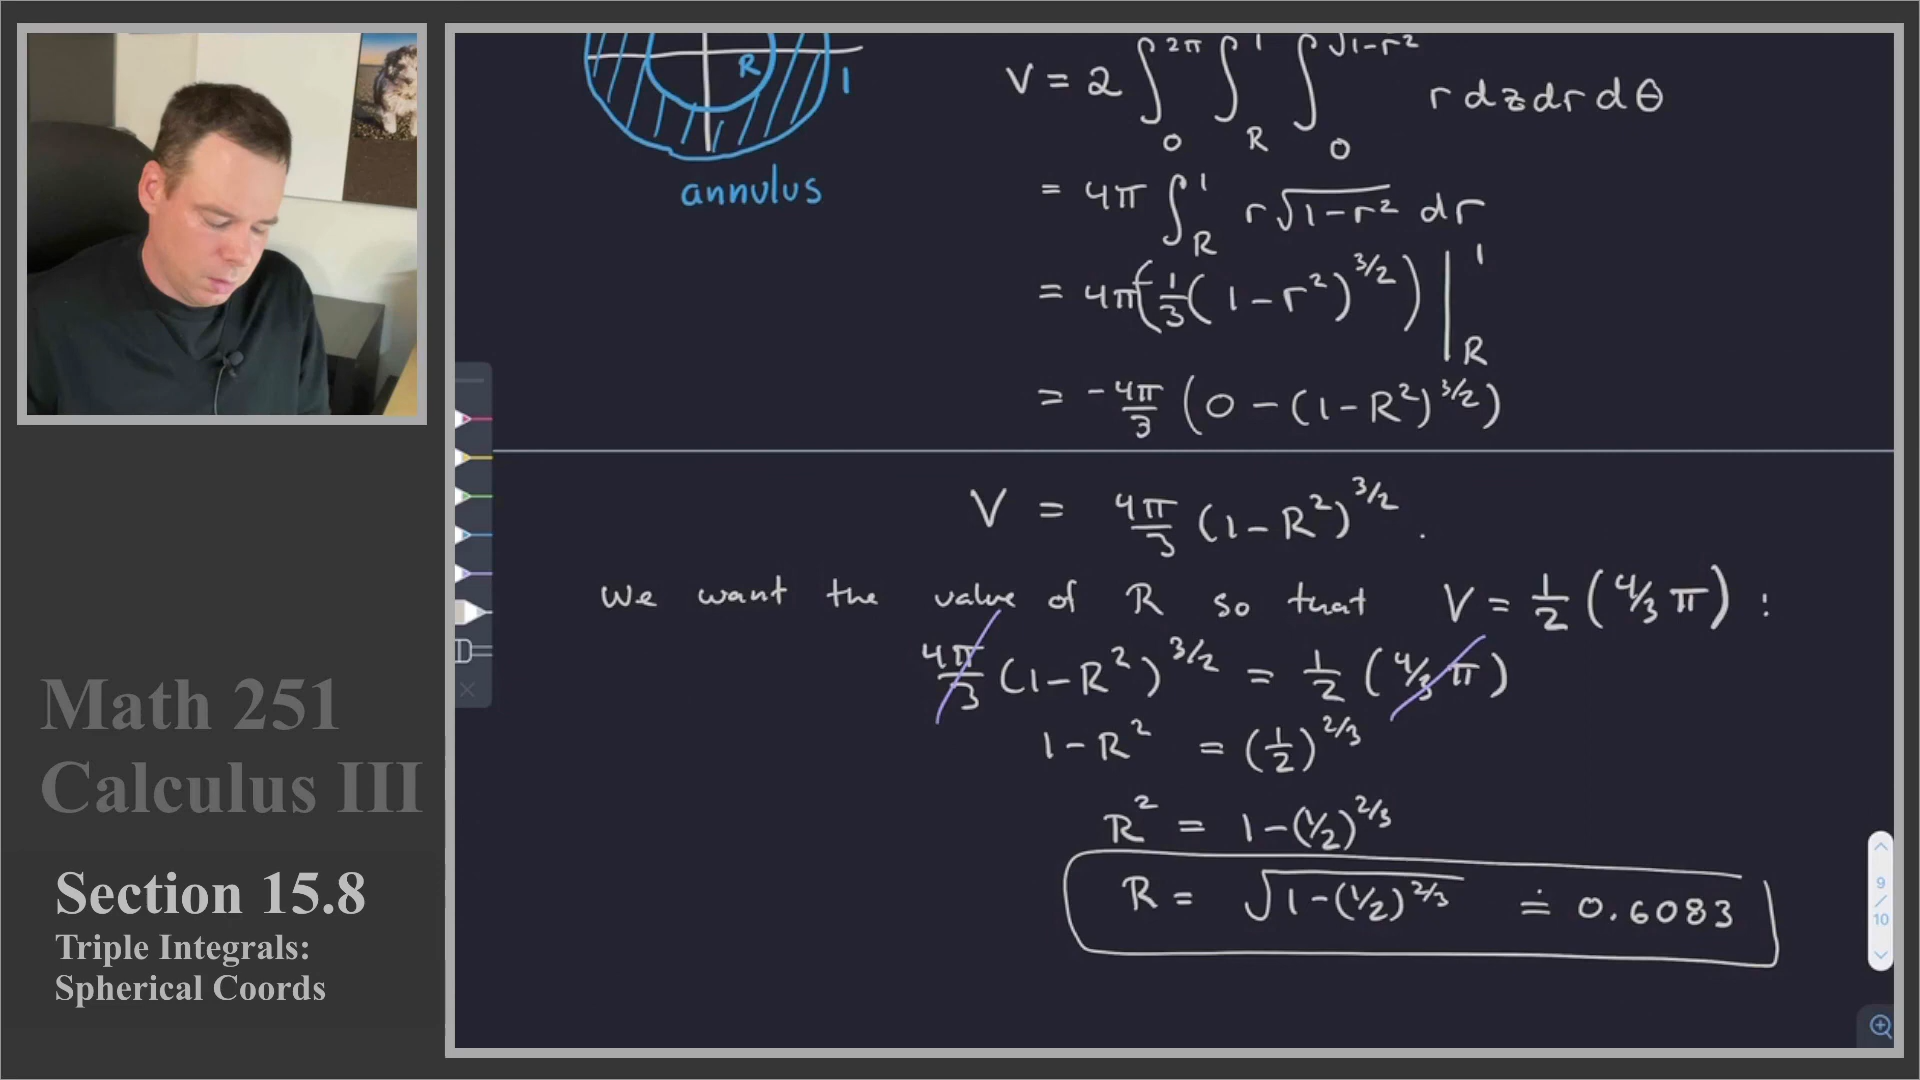 Math 251
Calculus III
Section 15.8
Triple Integrals:
Spherical Coords
R
1
annulus
V = 2 ∫₀^{2π} ∫_R^1 ∫₀^{√(1-r²)} r dz dr dθ
= 4π ∫_R^1 r√(1-r²) dr
= 4π(⅓(1-r²)^{3/2}) |_R^1
= -4π/3 (0 - (1-R²)^{3/2})
V = 4π/3 (1-R²)^{3/2}.
We want the value of R so that V = 1/2 (4/3 π) :
4π/3 (1-R²)^{3/2} = 1/2 (4/3 π)
1-R² = (1/2)^{2/3}
R² = 1-(1/2)^{2/3}
R = √(1-(1/2)^{2/3}) ≐ 0.6083
9
/
10